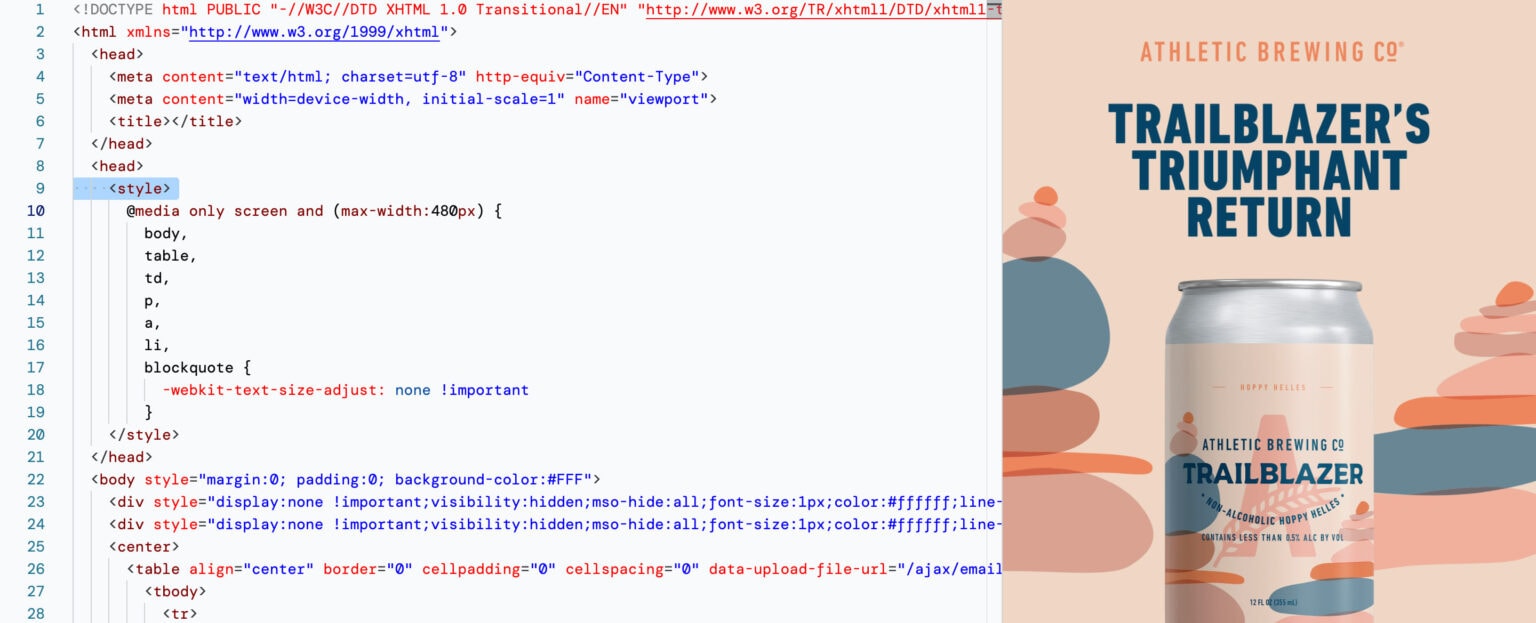 1 <!DOCTYPE html PUBLIC "-//W3C//DTD XHTML 1.0 Transitional//EN" "http://www.w3.org/TR/xhtml1/DTD/xhtml1-t
2 <html xmlns="http://www.w3.org/1999/xhtml">
3 <head>
4 <meta content="text/html; charset=utf-8" http-equiv="Content-Type">
5 <meta content="width=device-width, initial-scale=1" name="viewport">
6 <title></title>
7 </head>
8 <head>
9 <style>
10 @media only screen and (max-width:480px) {
11 body,
12 table,
13 td,
14 p,
15 a,
16 li,
17 blockquote {
18 -webkit-text-size-adjust: none !important
19 }
20 </style>
21 </head>
22 <body style="margin:0; padding:0; background-color:#FFF">
23 <div style="display:none !important;visibility:hidden;mso-hide:all;font-size:1px;color:#ffffff;line-
24 <div style="display:none !important;visibility:hidden;mso-hide:all;font-size:1px;color:#ffffff;line-
25 <center>
26 <table align="center" border="0" cellpadding="0" cellspacing="0" data-upload-file-url="/ajax/email
27 <tbody>
28 <tr>
ATHLETIC BREWING CO®
TRAILBLAZER'S
TRIUMPHANT
RETURN
HOPPY HELLES
ATHLETIC BREWING CO
TRAILBLAZER
• NON-ALCOHOLIC HOPPY HELLES •
CONTAINS LESS THAN 0.5% ALC BY VOL
12 FL OZ (355 mL)